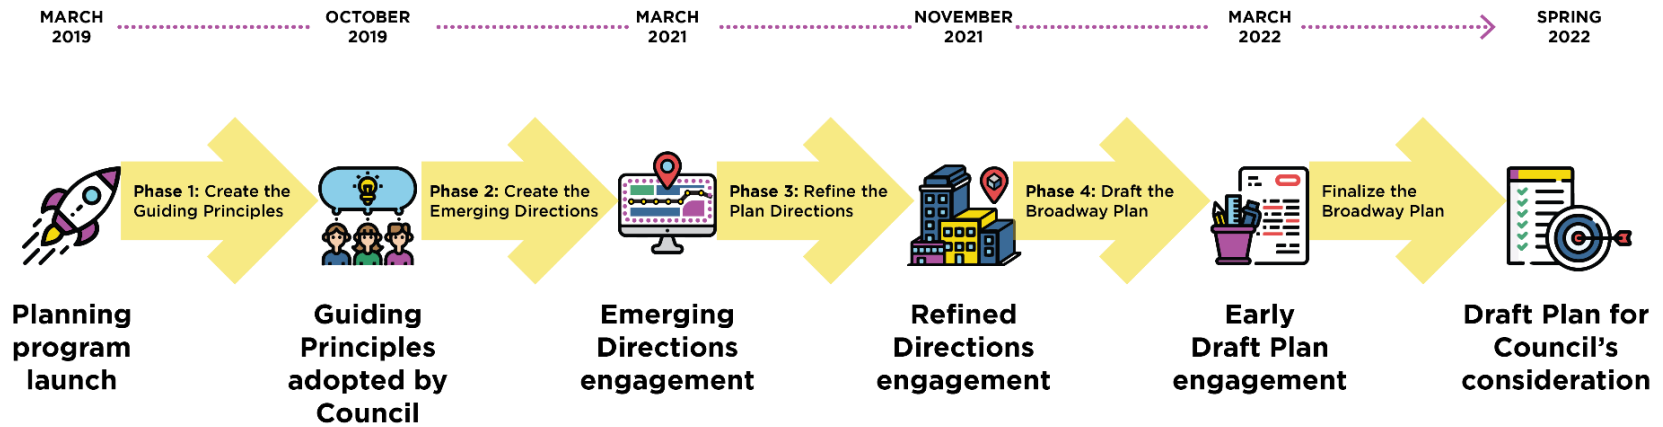 MARCH
2019
OCTOBER
2019
MARCH
2021
NOVEMBER
2021
MARCH
2022
SPRING
2022
Phase 1: Create the
Guiding Principles
Phase 2: Create the
Emerging Directions
Phase 3: Refine the
Plan Directions
Phase 4: Draft the
Broadway Plan
Finalize the
Broadway Plan
Planning
program
launch
Guiding
Principles
adopted by
Council
Emerging
Directions
engagement
Refined
Directions
engagement
Early
Draft Plan
engagement
Draft Plan for
Council's
consideration